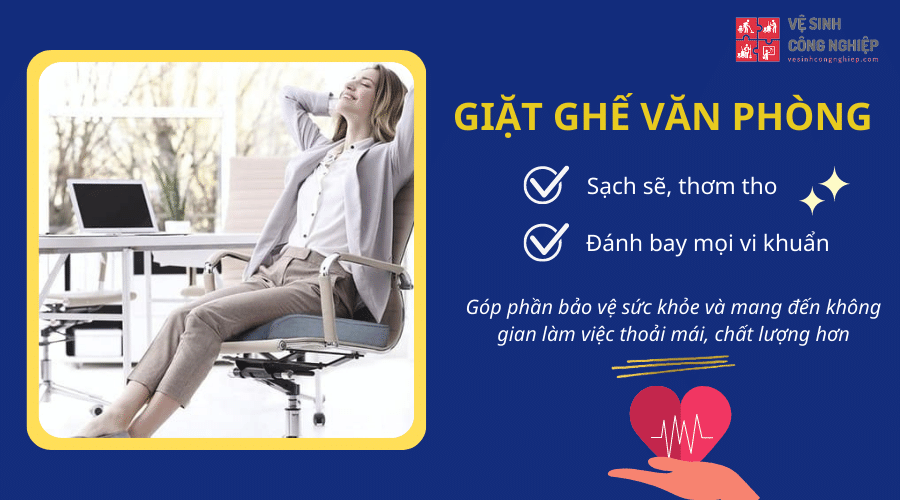 VỆ SINH
CÔNG NGHIỆP
vesinhcongnghiep.com
GIẶT GHẾ VĂN PHÒNG
Sạch sẽ, thơm tho
Đánh bay mọi vi khuẩn
Góp phần bảo vệ sức khỏe và mang đến không
gian làm việc thoải mái, chất lượng hơn